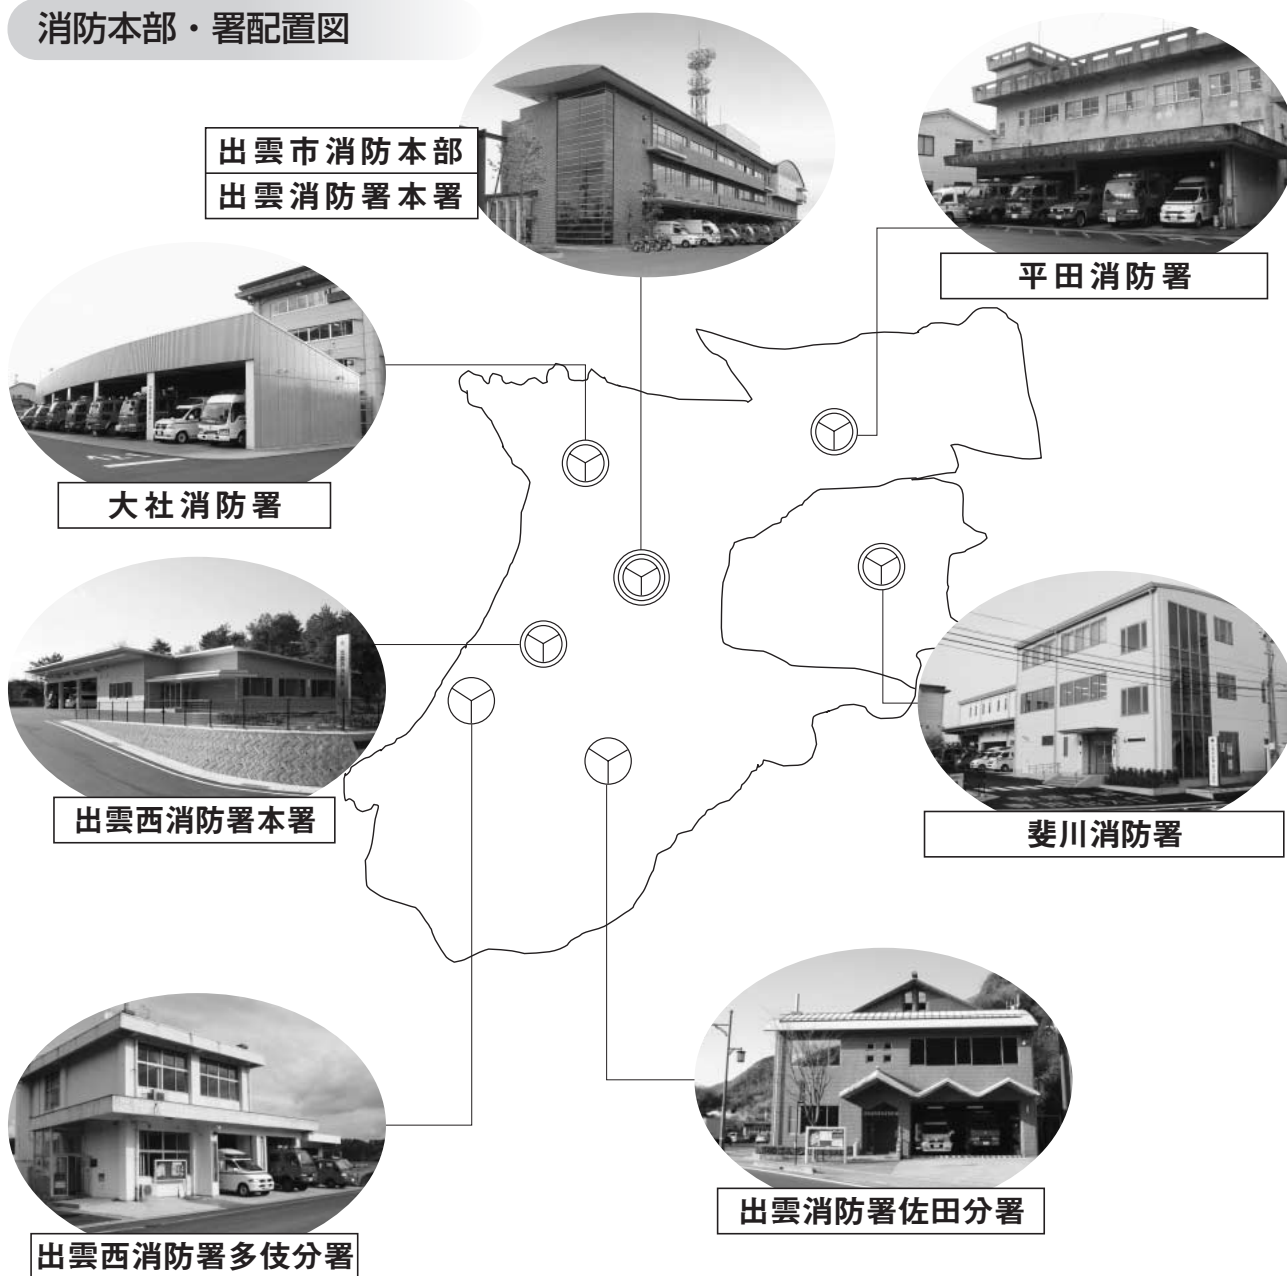 消防本部・署配置図
出雲市消防本部
出雲消防署本署
平田消防署
大社消防署
出雲西消防署本署
斐川消防署
出雲消防署佐田分署
出雲西消防署多伎分署